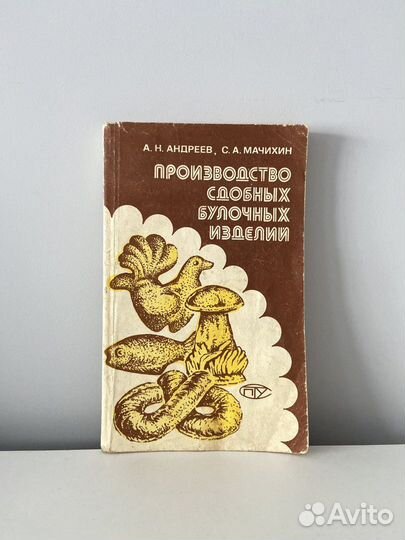 А. Н. АНДРЕЕВ, С. А. МАЧИХИН
ПРОИЗВОДСТВО
СДОБНЫХ
БУЛОЧНЫХ
ИЗДЕЛИЙ
ПТУ
Avito